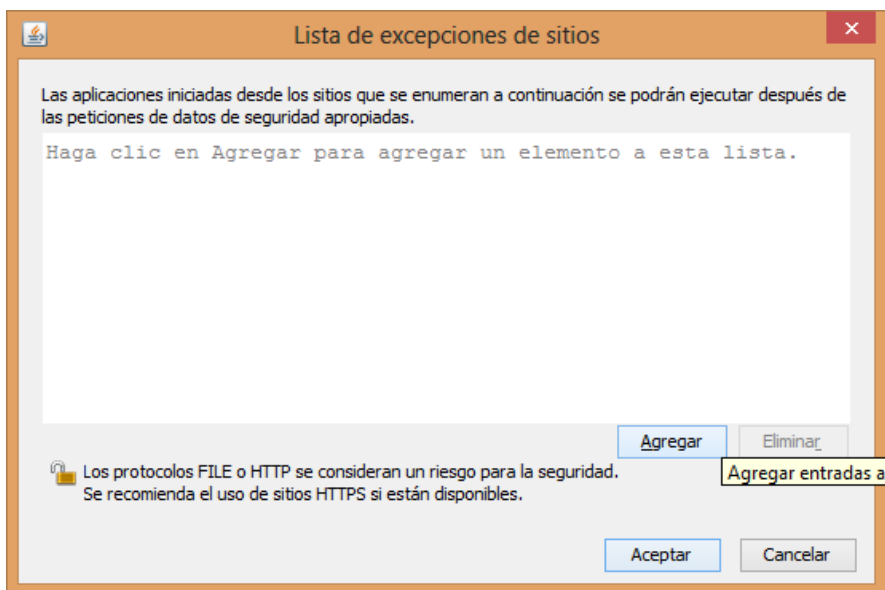 Lista de excepciones de sitios
Las aplicaciones iniciadas desde los sitios que se enumeran a continuación se podrán ejecutar después de
las peticiones de datos de seguridad apropiadas.
Haga clic en Agregar para agregar un elemento a esta lista.
Agregar Eliminar
Los protocolos FILE o HTTP se consideran un riesgo para la seguridad.
Agregar entradas a
Se recomienda el uso de sitios HTTPS si están disponibles.
Aceptar Cancelar